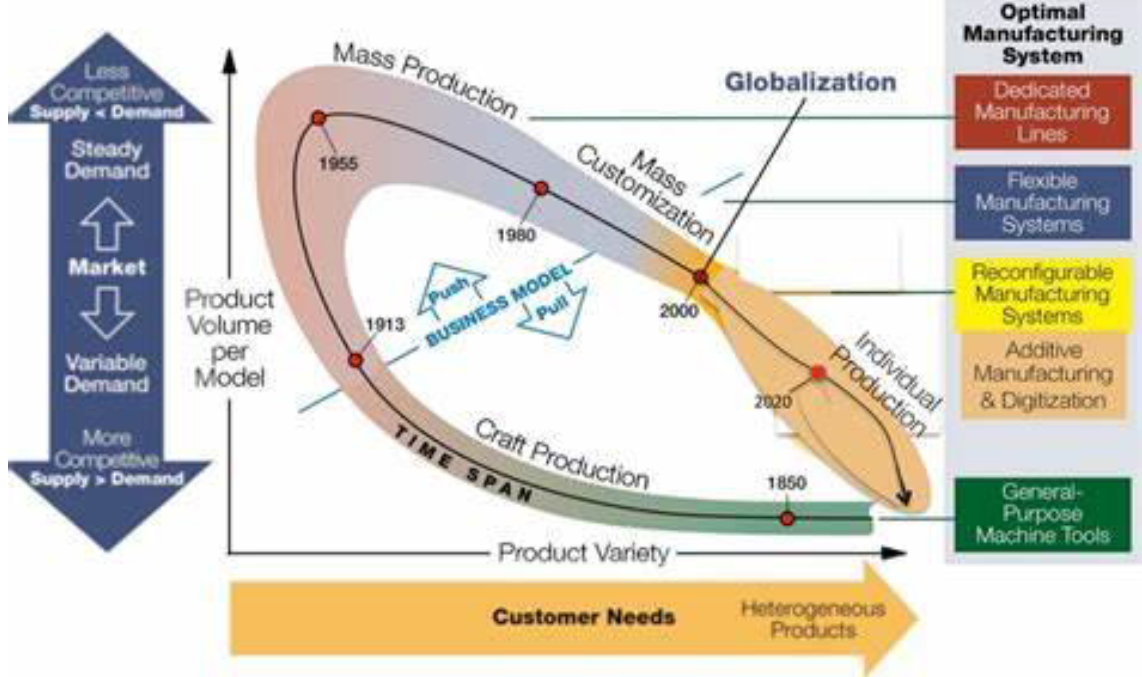 Less
Competitive
Supply < Demand
Steady
Demand
Market
Variable
Demand
More
Competitive
Supply > Demand
Product
Volume
per
Model
Mass Production
1955
1980
1913
Push
BUSINESS MODEL
Pull
Globalization
Mass
Customization
2000
Individual
Production
2020
Craft Production
TIME SPAN
1850
Product Variety
Customer Needs
Heterogeneous
Products
Optimal
Manufacturing
System
Dedicated
Manufacturing
Lines
Flexible
Manufacturing
Systems
Reconfigurable
Manufacturing
Systems
Additive
Manufacturing
& Digitization
General-
Purpose
Machine Tools